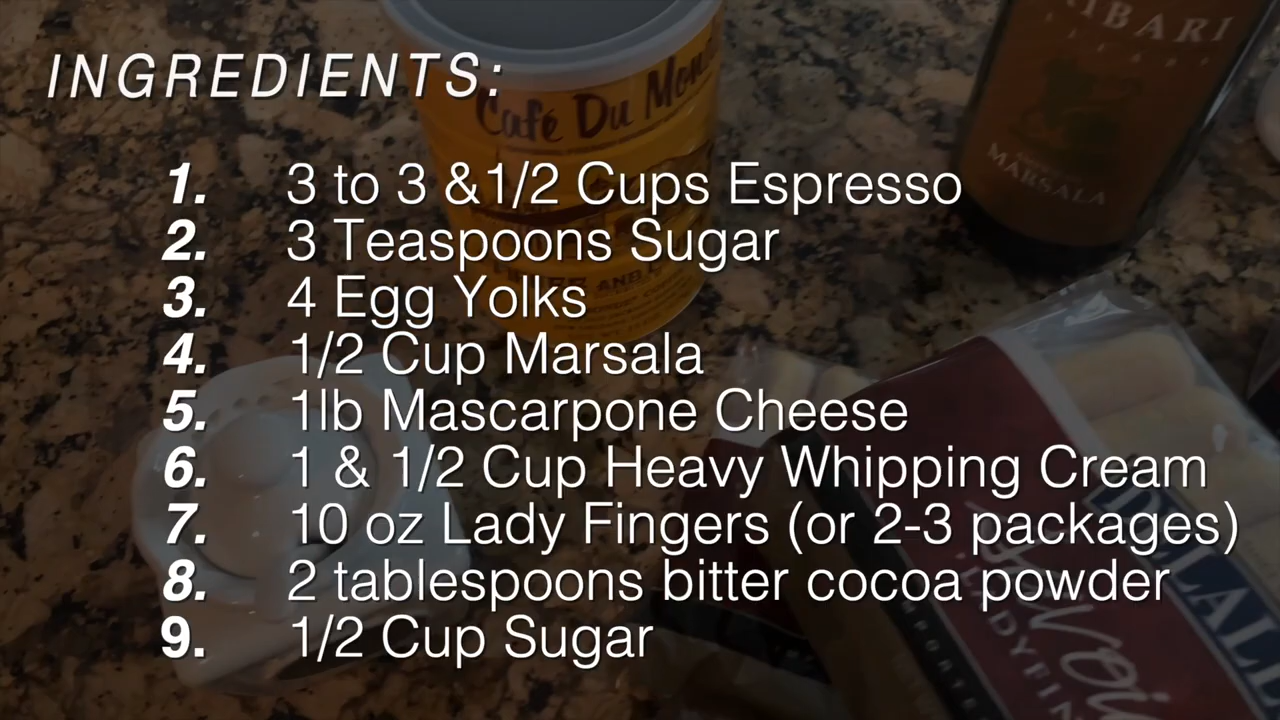 INGREDIENTS:
1. 3 to 3 &1/2 Cups Espresso
2. 3 Teaspoons Sugar
3. 4 Egg Yolks
4. 1/2 Cup Marsala
5. 1lb Mascarpone Cheese
6. 1 & 1/2 Cup Heavy Whipping Cream
7. 10 oz Lady Fingers (or 2-3 packages)
8. 2 tablespoons bitter cocoa powder
9. 1/2 Cup Sugar
Café Du
MARSALA